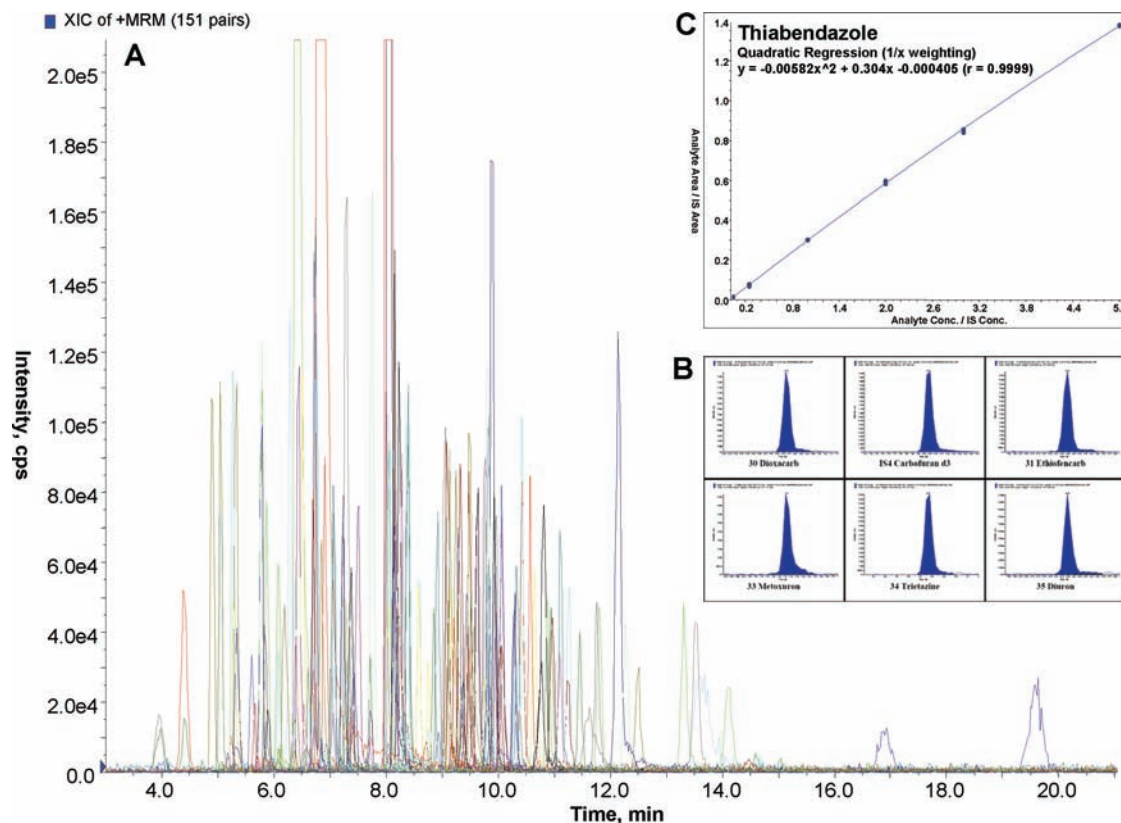 XIC of +MRM (151 pairs)
A
2.0e5
1.8e5
1.6e5
1.4e5
1.2e5
1.0e5
8.0e4
6.0e4
4.0e4
2.0e4
0.0
Intensity, cps
4.0 6.0 8.0 10.0 12.0 14.0 16.0 18.0 20.0
Time, min
C
Thiabendazole
Quadratic Regression (1/x weighting)
y = -0.00582x^2 + 0.304x -0.000405 (r = 0.9999)
1.4
1.2
1.0
0.8
0.6
0.4
0.2
0.0
Analyte Area / IS Area
0.2 0.8 1.4 2.0 2.6 3.2 3.8 4.4 5.
Analyte Conc. / IS Conc.
B
30 Dioxacarb
IS4 Carbofuran d3
31 Ethiofencarb
33 Metoxuron
34 Trietazine
35 Diuron